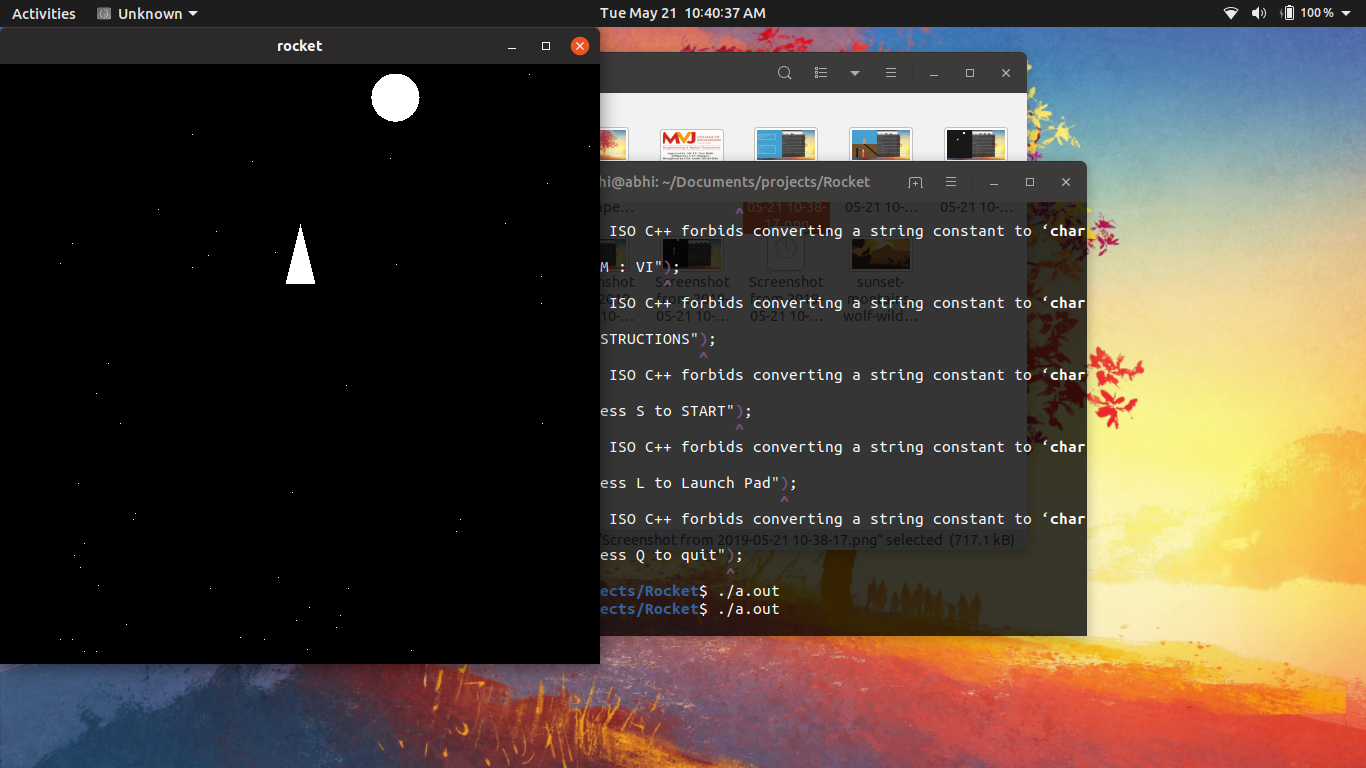 Activities
Unknown
Tue May 21 10:40:37 AM
100 %
rocket
MVJ
hi@abhi: ~/Documents/projects/Rocket
05-21 10-38-
17.png
05-21 10-…
05-21 10-…
ISO C++ forbids converting a string constant to ‘char
^
M : VI");
^
Screenshot
from 2019-
05-21 10-…
Screenshot
from 2019-
05-21 10-…
sunset-
wolf-wild…
ISO C++ forbids converting a string constant to ‘char
STRUCTIONS");
^
ISO C++ forbids converting a string constant to ‘char
ess S to START");
^
ISO C++ forbids converting a string constant to ‘char
ess L to Launch Pad");
^
ISO C++ forbids converting a string constant to ‘char
"Screenshot from 2019-05-21 10-38-17.png" selected (717.1 kB)
ess Q to quit");
^
ects/Rocket$ ./a.out
ects/Rocket$ ./a.out